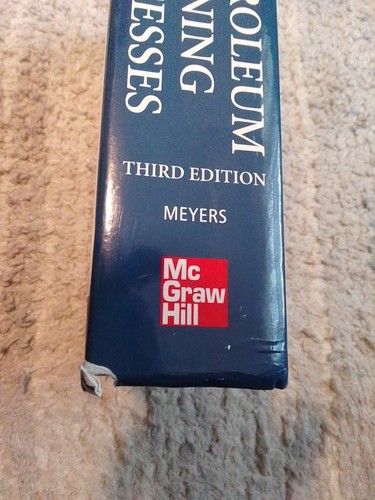 ROLEUM
NING
ESSES
THIRD EDITION
MEYERS
Mc
Graw
Hill